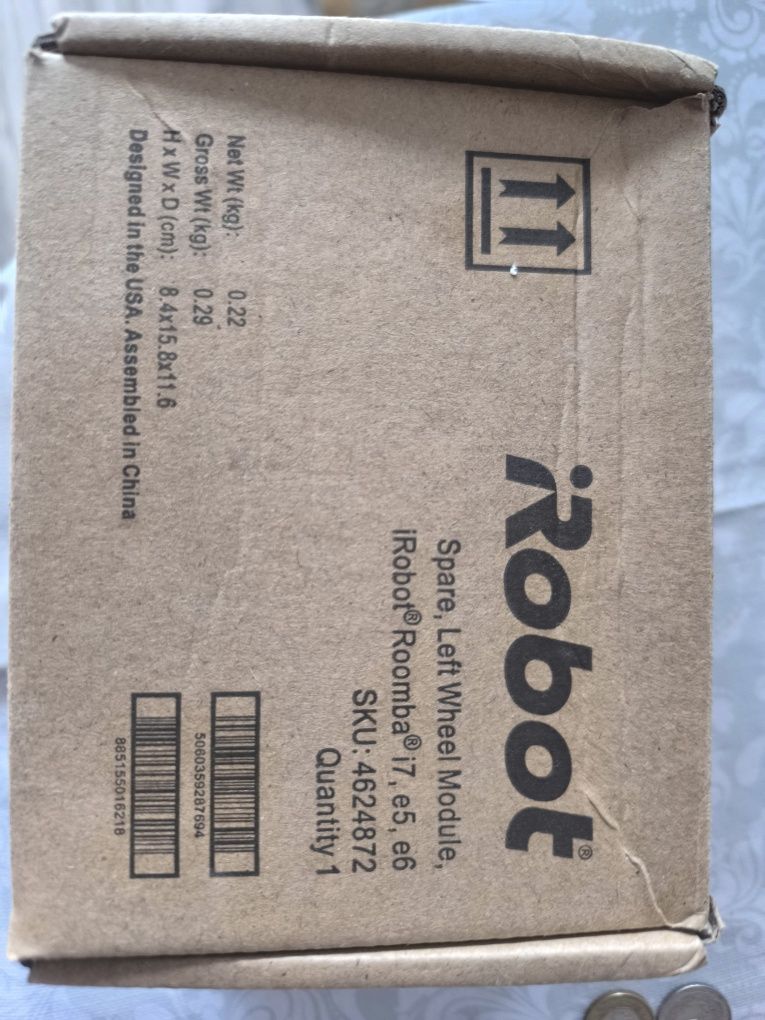 iRobot®
Spare, Left Wheel Module,
iRobot® Roomba® i7, e5, e6
SKU: 4624872
Quantity 1
Net Wt (kg): 0.22
Gross Wt (kg): 0.29
H x W x D (cm): 8.4x15.8x11.6
Designed in the USA. Assembled in China
5060359287694
885155016218